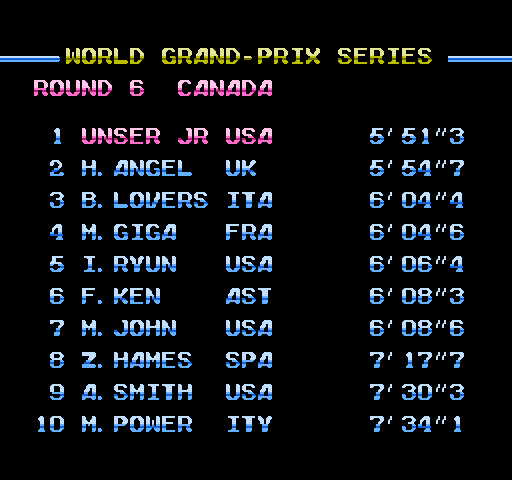 WORLD GRAND-PRIX SERIES
ROUND 6 CANADA
1 UNSER JR USA 5'51"3
2 H. ANGEL UK 5'54"7
3 B. LOVERS ITA 6'04"4
4 M. GIGA FRA 6'04"6
5 I. RYUN USA 6'06"4
6 F. KEN AST 6'08"3
7 M. JOHN USA 6'08"6
8 Z. HAMES SPA 7'17"7
9 A. SMITH USA 7'30"3
10 M. POWER ITY 7'34"1